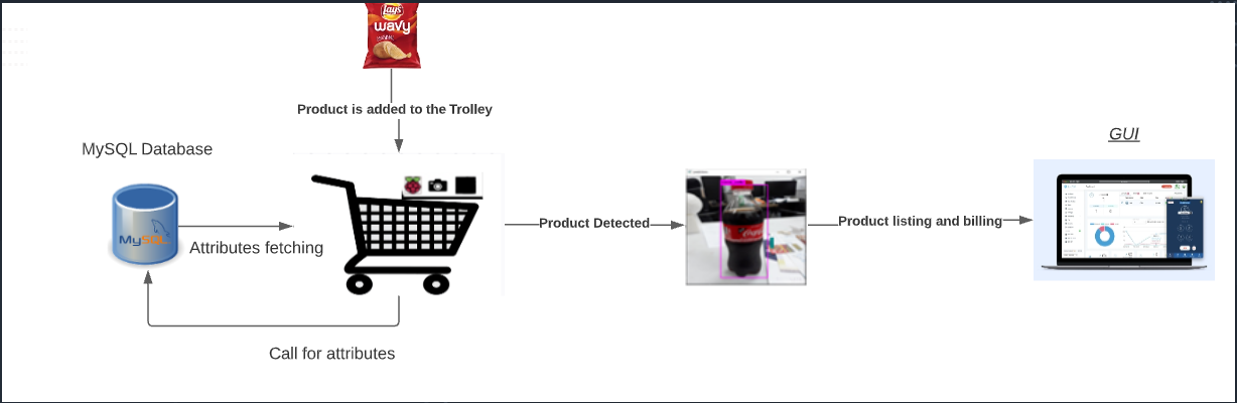 Lay's
wavy
Product is added to the Trolley
MySQL Database
GUI
MySQL
Attributes fetching
Product Detected
Product listing and billing
Call for attributes